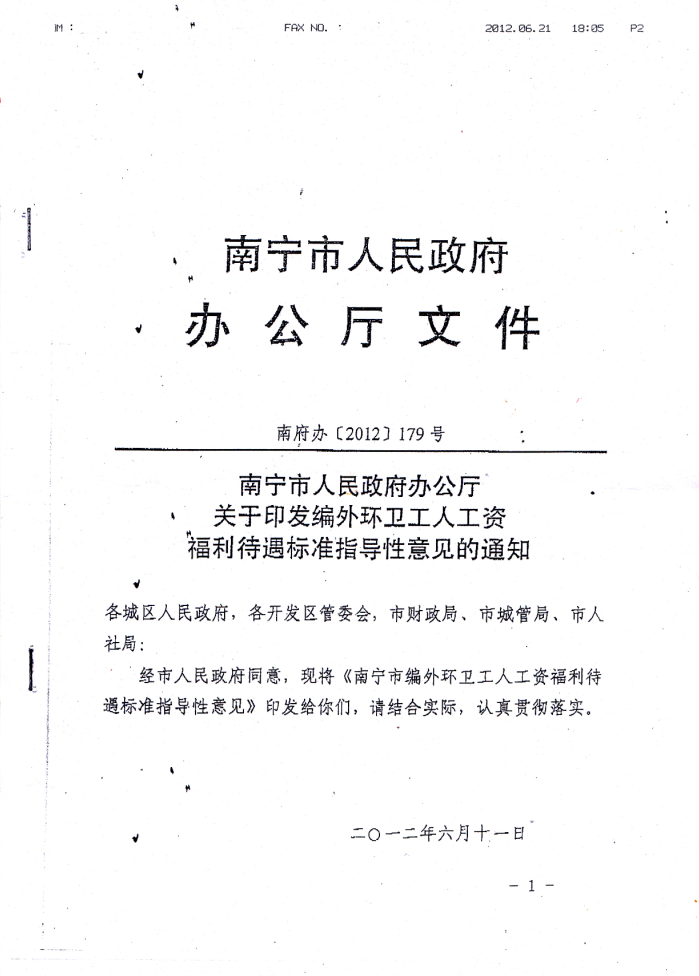 M :
FAX NO. :
2012.06.21 18:05 P2
南宁市人民政府
办公厅文件
南府办〔2012〕179号
南宁市人民政府办公厅
关于印发编外环卫工人工资
福利待遇标准指导性意见的通知
各城区人民政府，各开发区管委会，市财政局、市城管局、市人
社局：
经市人民政府同意，现将《南宁市编外环卫工人工资福利待
遇标准指导性意见》印发给你们，请结合实际，认真贯彻落实。
二〇一二年六月十一日
- 1 -